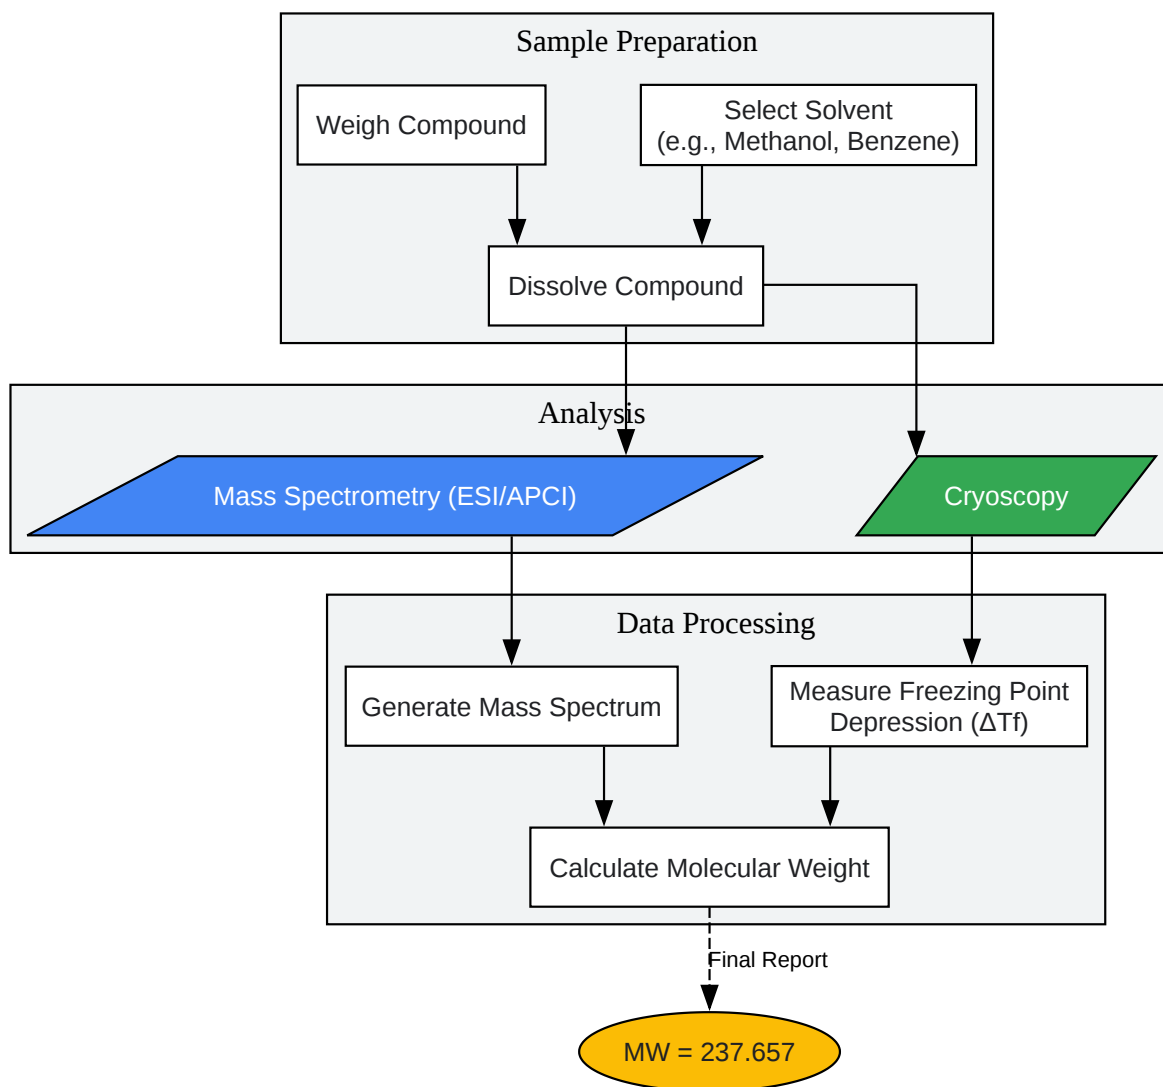 Sample Preparation
Weigh Compound
Select Solvent
(e.g., Methanol, Benzene)
Dissolve Compound
Analysis
Mass Spectrometry (ESI/APCI)
Cryoscopy
Data Processing
Generate Mass Spectrum
Measure Freezing Point
Depression (ΔTf)
Calculate Molecular Weight
Final Report
MW = 237.657